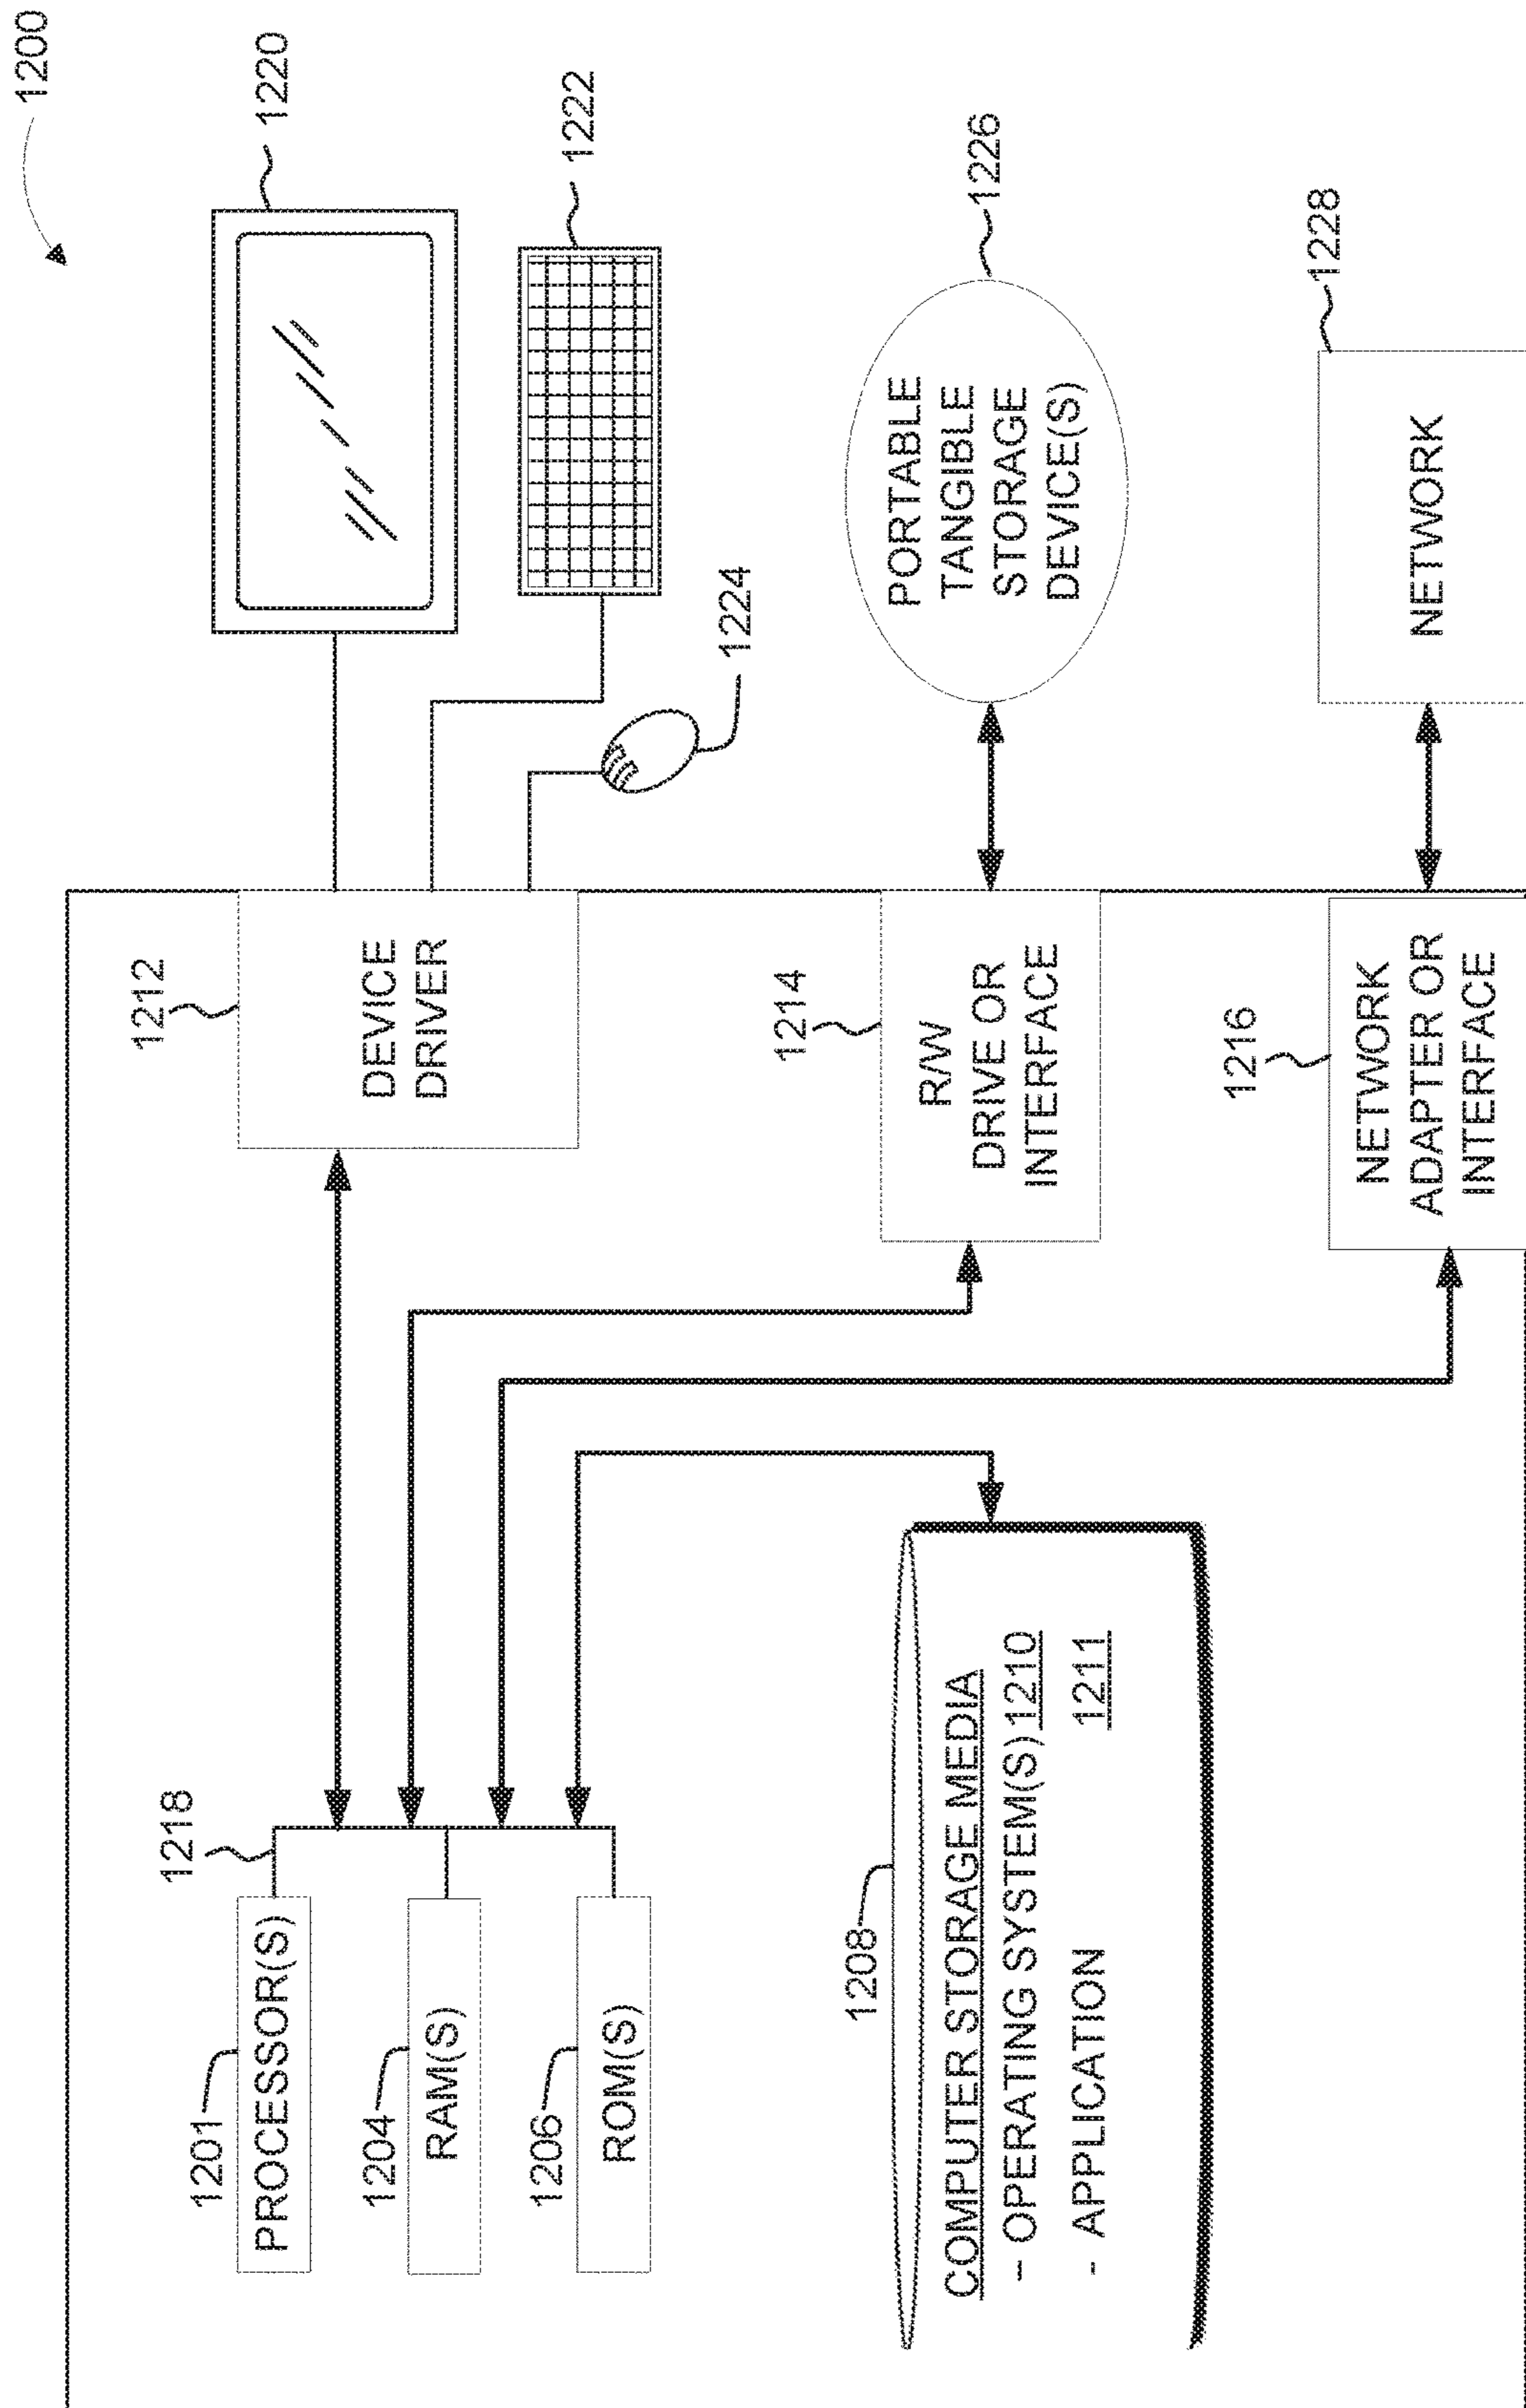 1200
1220
1222
1224
1212
DEVICE
DRIVER
1218
1201
PROCESSOR(S)
1204
RAM(S)
1206
ROM(S)
1214
R/W
DRIVE OR
INTERFACE
1226
PORTABLE
TANGIBLE
STORAGE
DEVICE(S)
1208
COMPUTER STORAGE MEDIA
– OPERATING SYSTEM(S) 1210
- APPLICATION 1211
1216
NETWORK
ADAPTER OR
INTERFACE
1228
NETWORK